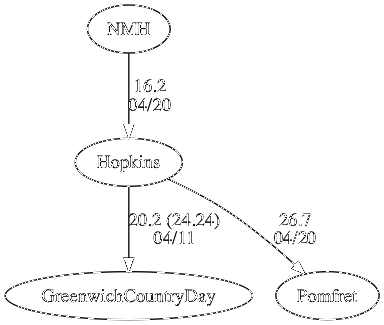 NMH
16.2
04/20
Hopkins
20.2 (24.24)
04/11
26.7
04/20
GreenwichCountryDay
Pomfret